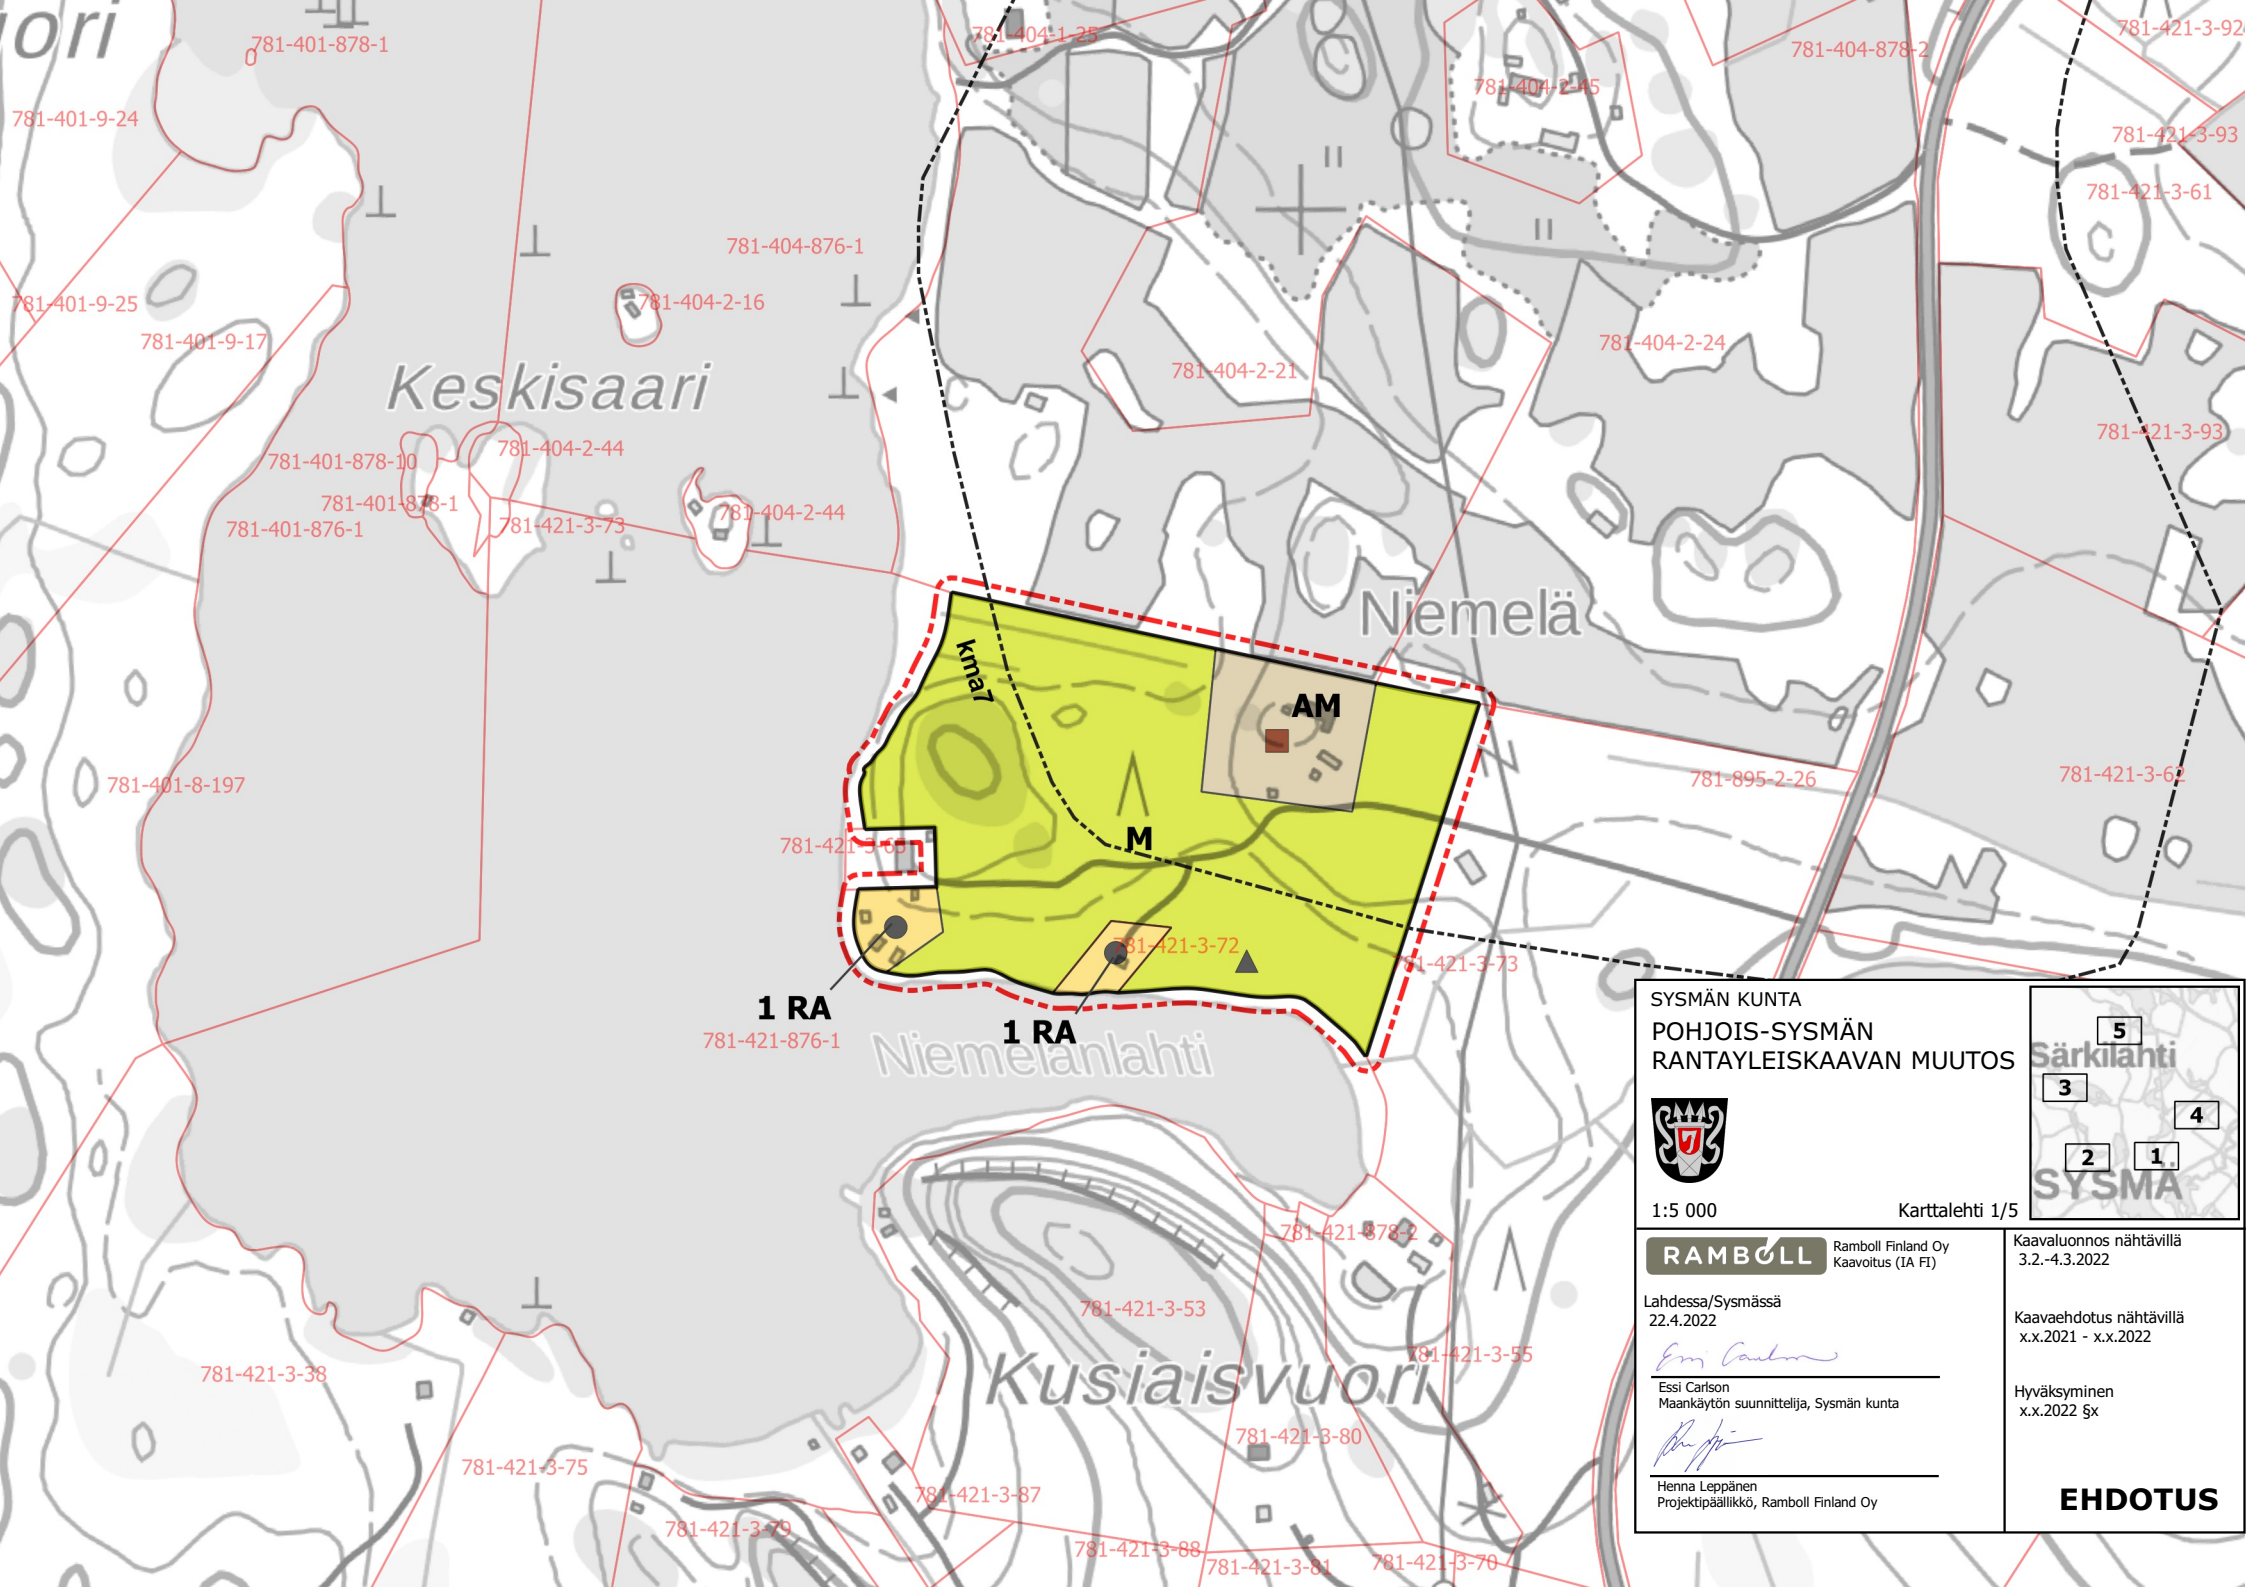 uori
781-401-878-1
781-404-1-25
781-404-878-2
781-421-3-92
781-401-9-24
781-404-2-45
781-421-3-93
781-421-3-61
781-404-876-1
781-401-9-25
781-404-2-16
781-401-9-17
781-404-2-24
781-404-2-21
Keskisaari
781-404-2-44
781-401-878-10
781-421-3-93
781-401-878-1
781-404-2-44
781-401-876-1
781-421-3-73
Niemelä
kma7
AM
781-401-8-197
781-895-2-26
781-421-3-62
M
781-421-3-65
781-421-3-72
781-421-3-73
1 RA
1 RA
781-421-876-1
Niemelänlahti
781-421-878-2
781-421-3-53
781-421-3-55
781-421-3-38
Kusiaisvuori
781-421-3-80
781-421-3-75
781-421-3-87
781-421-3-79
781-421-3-88
781-421-3-81
781-421-3-70
SYSMÄN KUNTA
POHJOIS-SYSMÄN
RANTAYLEISKAAVAN MUUTOS
1:5 000
Karttalehti 1/5
5
Särkilahti
3
4
2
1
SYSMÄ
RAMBOLL
Ramboll Finland Oy
Kaavoitus (IA FI)
Lahdessa/Sysmässä
22.4.2022
Essi Carlson
Essi Carlson
Maankäytön suunnittelija, Sysmän kunta
Henna Leppänen
Projektipäällikkö, Ramboll Finland Oy
Kaavaluonnos nähtävillä
3.2.-4.3.2022
Kaavaehdotus nähtävillä
x.x.2021 - x.x.2022
Hyväksyminen
x.x.2022 §x
EHDOTUS